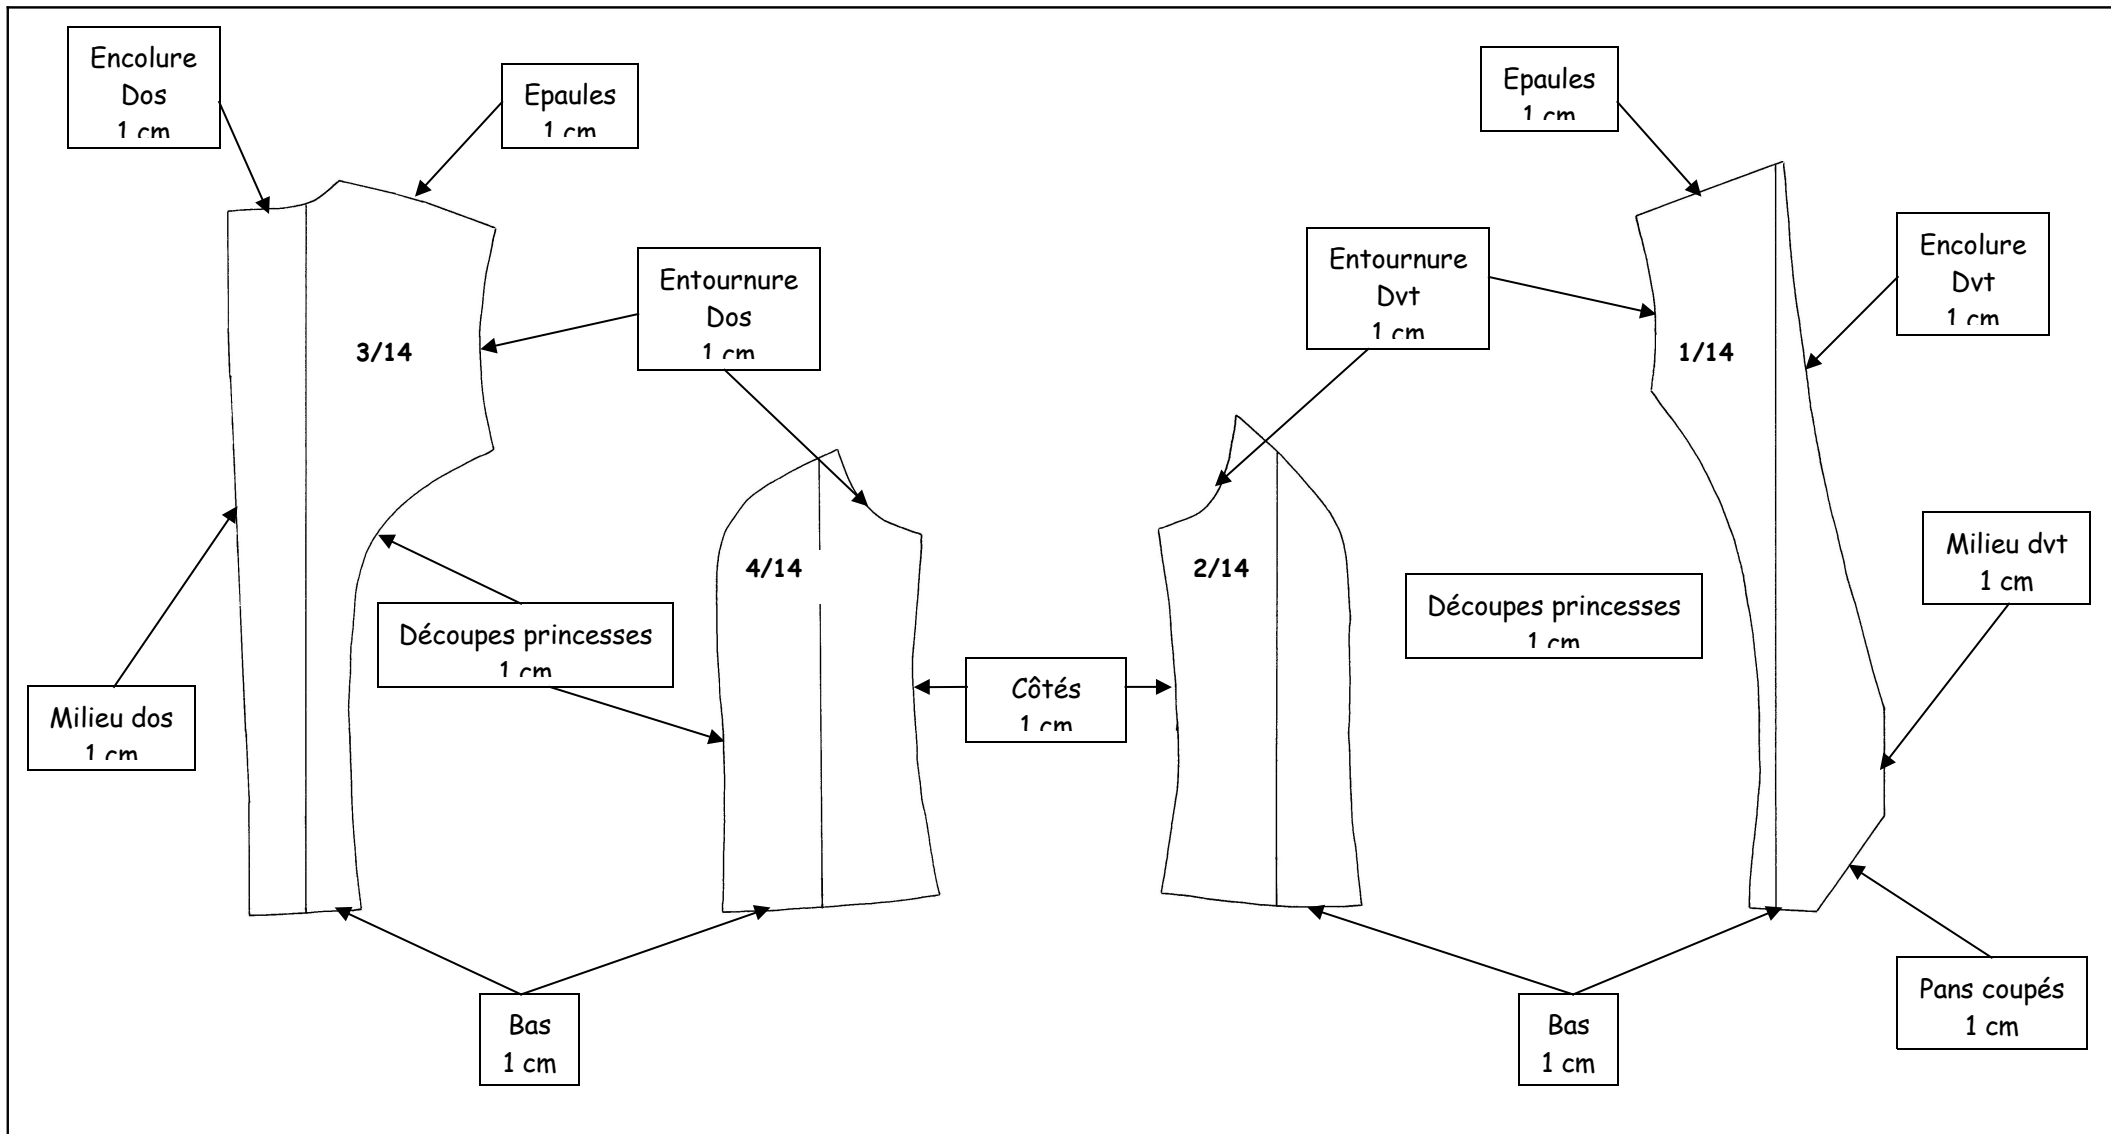 Encolure
Dos
1 cm
Epaules
1 cm
Epaules
1 cm
Entournure
Dos
1 cm
Entournure
Dvt
1 cm
Encolure
Dvt
1 cm
3/14
1/14
4/14
2/14
Milieu dvt
1 cm
Découpes princesses
1 cm
Découpes princesses
1 cm
Côtés
1 cm
Milieu dos
1 cm
Pans coupés
1 cm
Bas
1 cm
Bas
1 cm